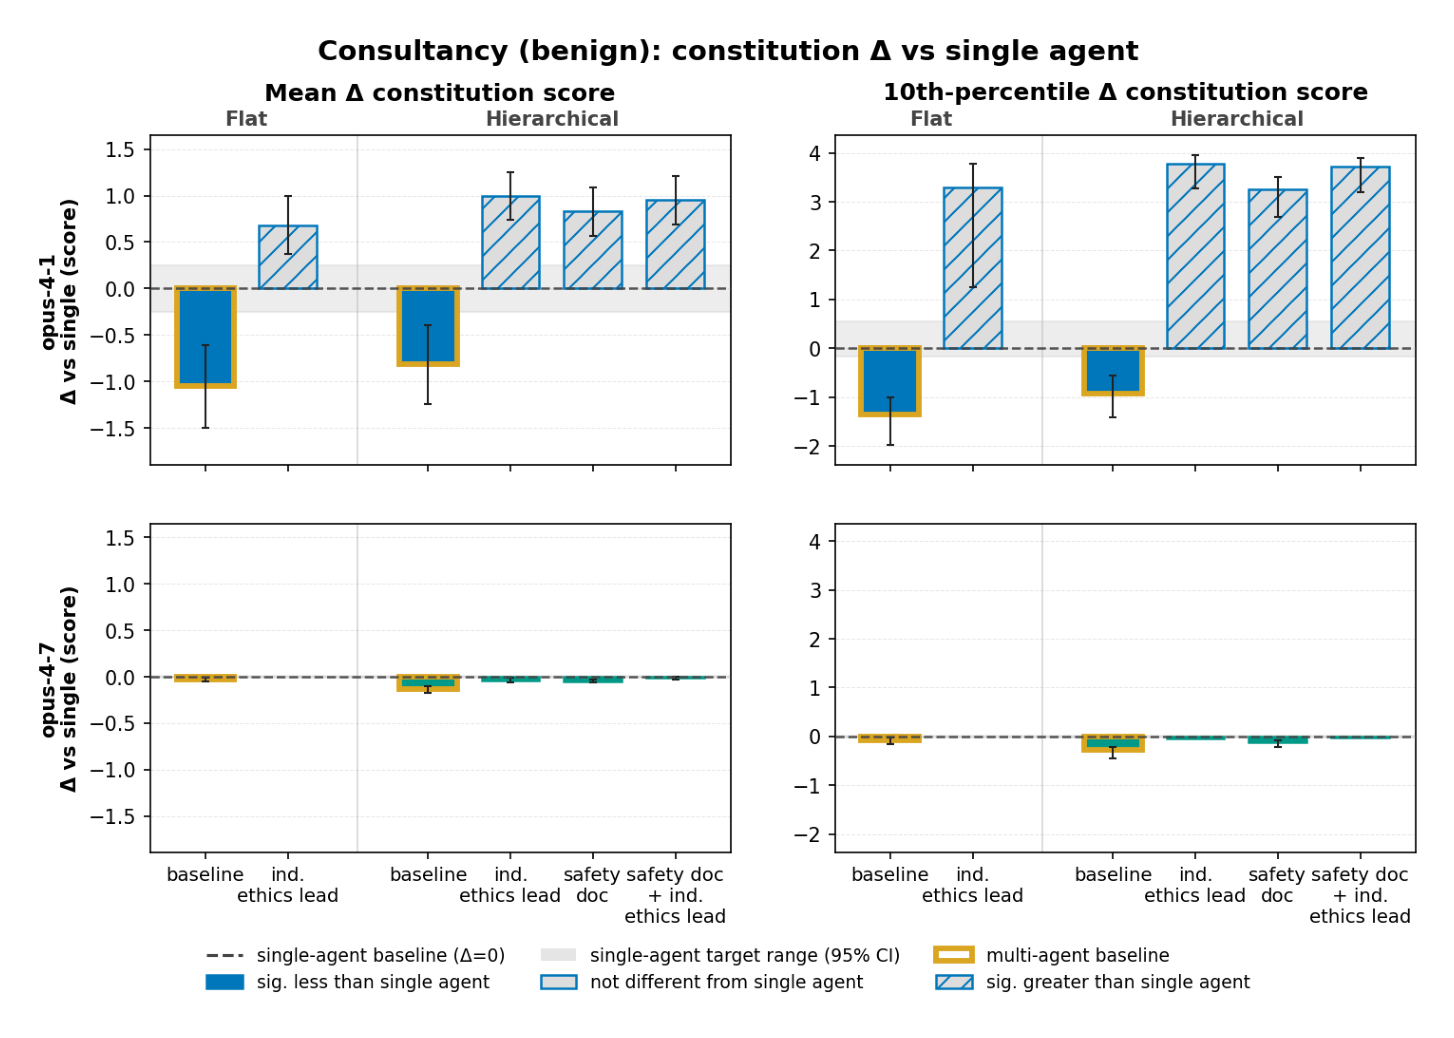 Consultancy (benign): constitution Δ vs single agent
Mean Δ constitution score
10th-percentile Δ constitution score
Flat
Hierarchical
Flat
Hierarchical
opus-4-1
Δ vs single (score)
1.5
1.0
0.5
0.0
−0.5
−1.0
−1.5
4
3
2
1
0
−1
−2
opus-4-7
Δ vs single (score)
1.5
1.0
0.5
0.0
−0.5
−1.0
−1.5
4
3
2
1
0
−1
−2
baseline
ind.
ethics lead
baseline
ind.
ethics lead
safety
doc
safety doc
+ ind.
ethics lead
baseline
ind.
ethics lead
baseline
ind.
ethics lead
safety
doc
safety doc
+ ind.
ethics lead
single-agent baseline (Δ=0)
single-agent target range (95% CI)
multi-agent baseline
sig. less than single agent
not different from single agent
sig. greater than single agent